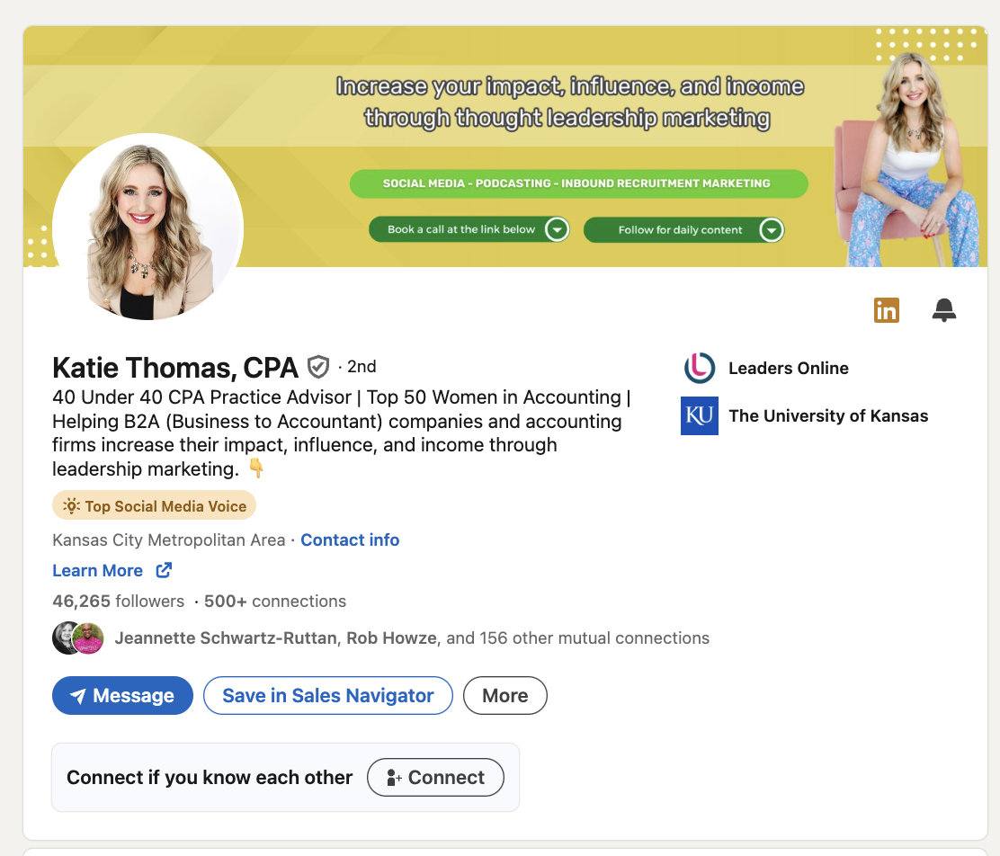 Increase your impact, influence, and income
through thought leadership marketing
SOCIAL MEDIA - PODCASTING - INBOUND RECRUITMENT MARKETING
Book a call at the link below
Follow for daily content
in
Katie Thomas, CPA · 2nd
40 Under 40 CPA Practice Advisor | Top 50 Women in Accounting |
Helping B2A (Business to Accountant) companies and accounting
firms increase their impact, influence, and income through
leadership marketing. 👇
Top Social Media Voice
Kansas City Metropolitan Area · Contact info
Learn More
46,265 followers · 500+ connections
Jeannette Schwartz-Ruttan, Rob Howze, and 156 other mutual connections
Leaders Online
KU
The University of Kansas
Message
Save in Sales Navigator
More
Connect if you know each other
Connect